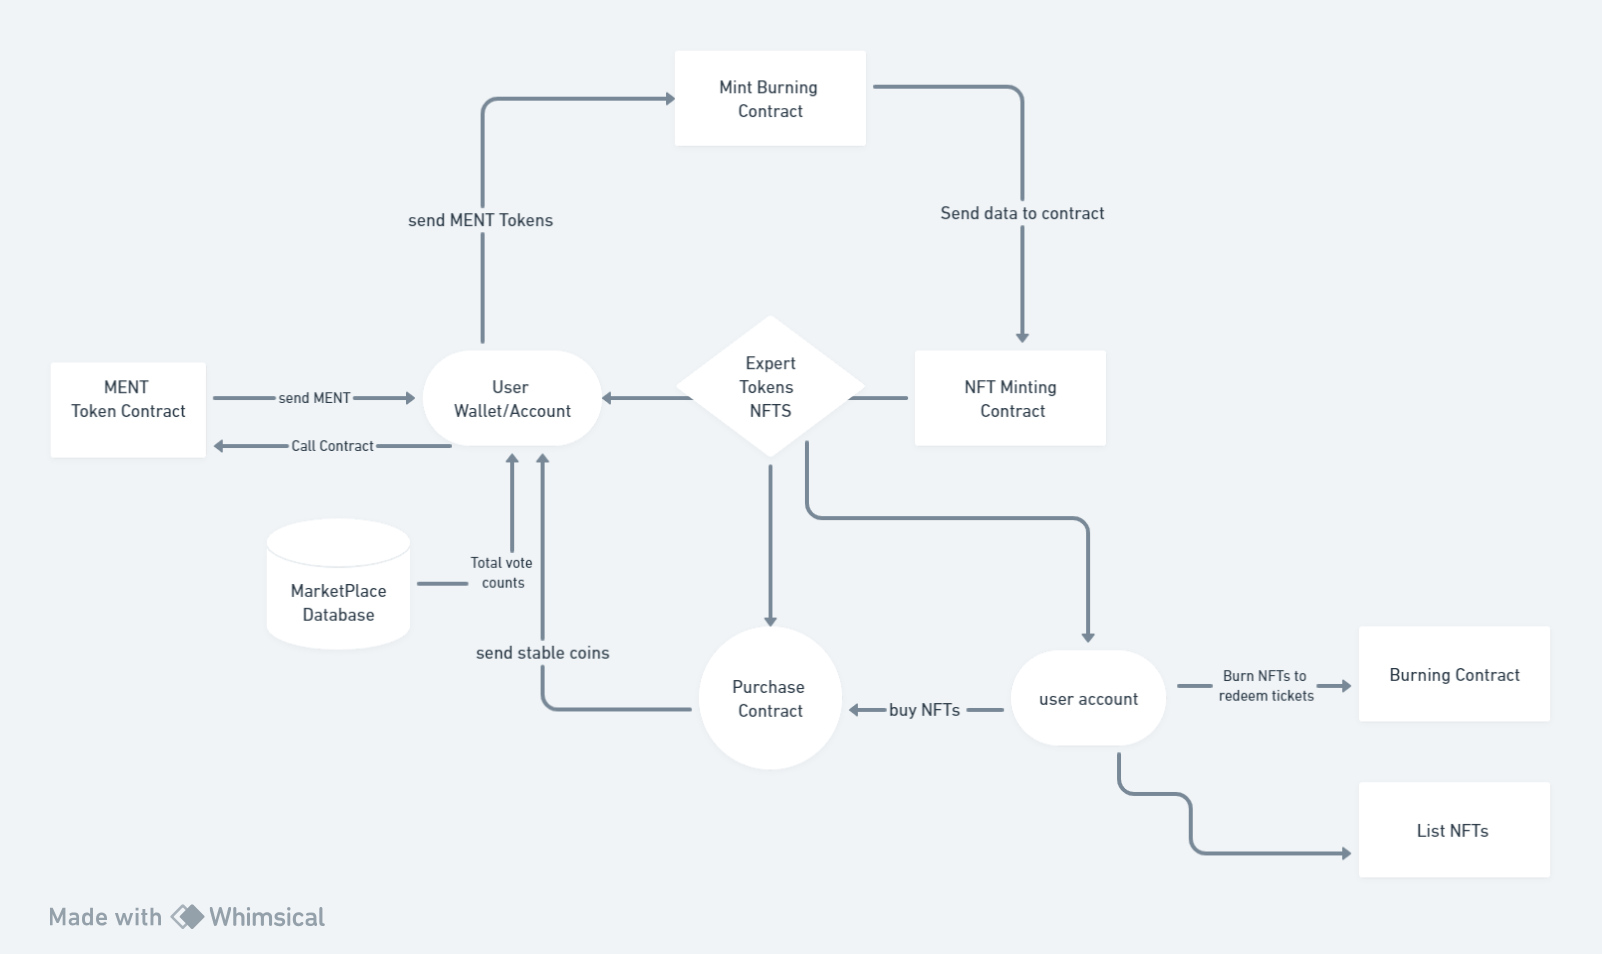 Mint Burning
Contract
send MENT Tokens
Send data to contract
MENT
Token Contract
send MENT
Call Contract
User
Wallet/Account
Expert
Tokens
NFTS
NFT Minting
Contract
MarketPlace
Database
Total vote
counts
send stable coins
Purchase
Contract
buy NFTs
user account
Burn NFTs to
redeem tickets
Burning Contract
List NFTs
Made with Whimsical